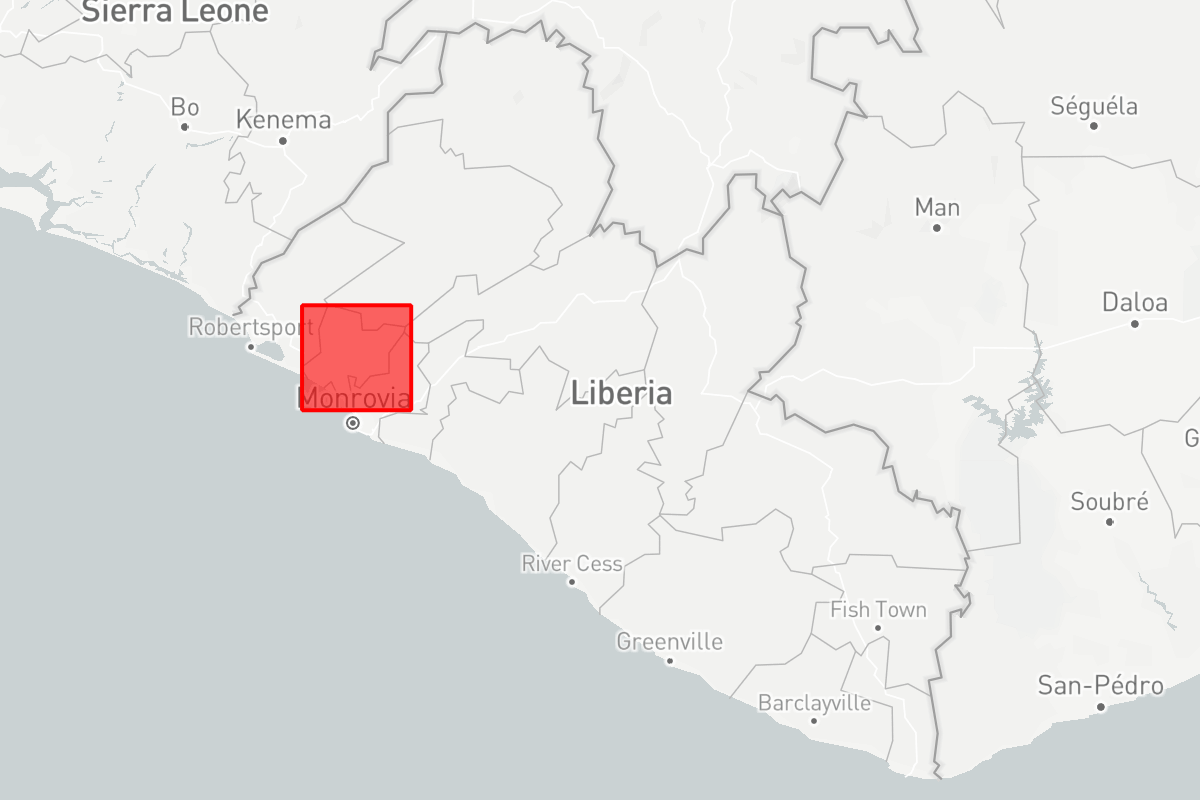 Sierra Leone
Bo
Kenema
Séguéla
Man
Daloa
Robertsport
Monrovia
Liberia
G
Soubré
River Cess
Fish Town
Greenville
San-Pédro
Barclayville